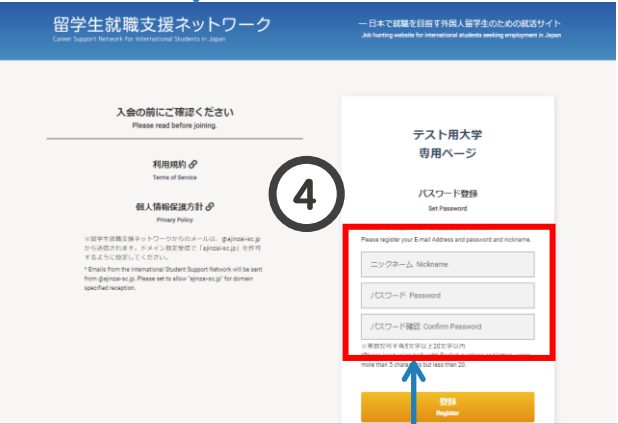 留学生就職支援ネットワーク
Career Support Network for International Students in Japan
― 日本で就職を目指す外国人留学生のための就活サイト
Job hunting website for international students seeking employment in Japan
入会の前にご確認ください
Please read before joining.
利用規約
Terms of Service
個人情報保護方針
Privacy Policy
※留学生就職支援ネットワークからのメールは、@ajinzai-sc.jp
から送信されます。ドメイン指定受信で「ajinzai-sc.jp」を許可
するように設定してください。
* Emails from the International Student Support Network will be sent
from @ajinzai-sc.jp. Please set to allow "ajinzai-sc.jp" for domain
specified reception.
④
テスト用大学
専用ページ
パスワード登録
Set Password
Please register your E-mail Address and password and nickname.
ニックネーム Nickname
パスワード Password
パスワード確認 Confirm Password
※英数記号半角5文字以上20文字以内
more than 5 characters but less than 20.
登録
Register